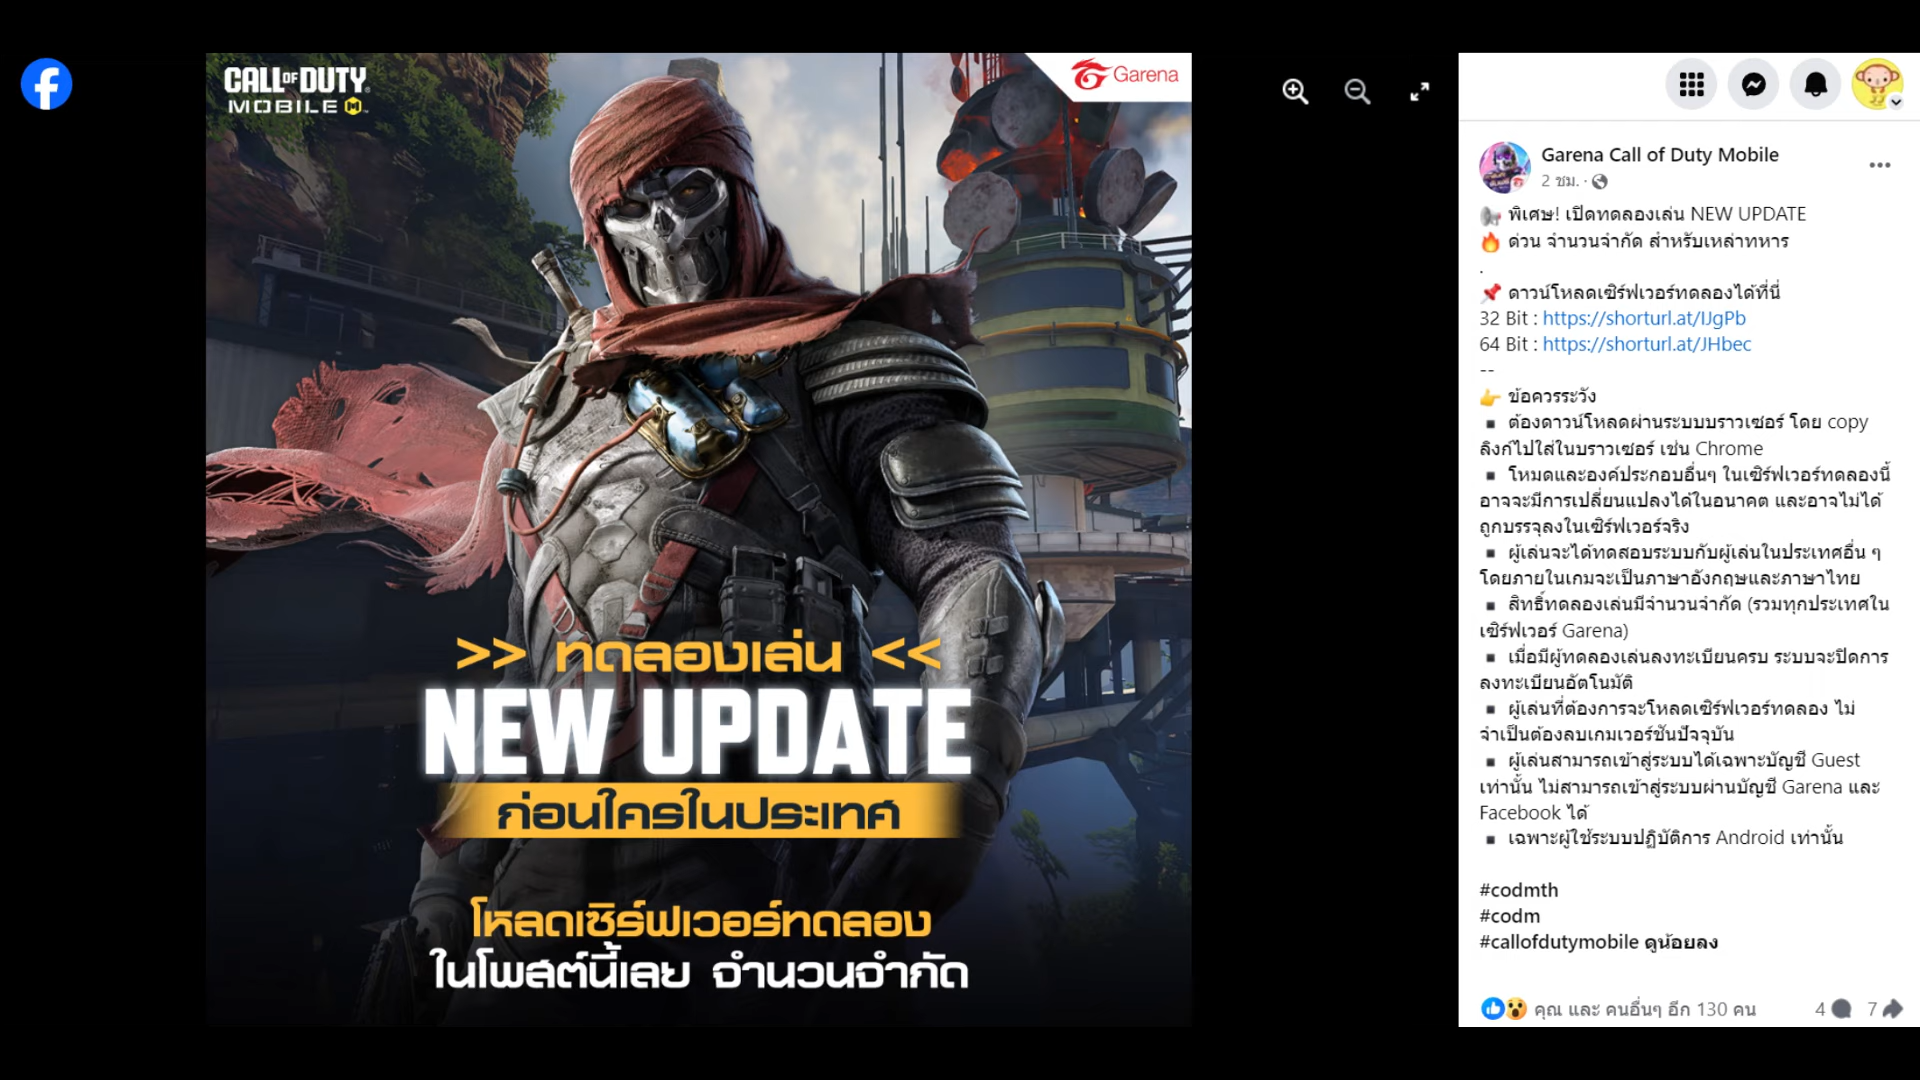 CALL OF DUTY
MOBILE
Garena
>> ทดลองเล่น <<
NEW UPDATE
ก่อนใครในประเทศ
โหลดเซิร์ฟเวอร์ทดลอง
ในโพสต์นี้เลย จำนวนจำกัด
Garena Call of Duty Mobile
2 ชม. ·
พิเศษ! เปิดทดลองเล่น NEW UPDATE
ด่วน จำนวนจำกัด สำหรับเหล่าทหาร
.
ดาวน์โหลดเซิร์ฟเวอร์ทดลองได้ที่นี่
32 Bit : https://shorturl.at/IJgPb
64 Bit : https://shorturl.at/JHbec
--
ข้อควรระวัง
▪ ต้องดาวน์โหลดผ่านระบบบราวเซอร์ โดย copy
ลิงก์ไปใส่ในบราวเซอร์ เช่น Chrome
▪ โหมดและองค์ประกอบอื่นๆ ในเซิร์ฟเวอร์ทดลองนี้
อาจจะมีการเปลี่ยนแปลงได้ในอนาคต และอาจไม่ได้
ถูกบรรจุลงในเซิร์ฟเวอร์จริง
▪ ผู้เล่นจะได้ทดสอบระบบกับผู้เล่นในประเทศอื่น ๆ
โดยภายในเกมจะเป็นภาษาอังกฤษและภาษาไทย
▪ สิทธิ์ทดลองเล่นมีจำนวนจำกัด (รวมทุกประเทศใน
เซิร์ฟเวอร์ Garena)
▪ เมื่อมีผู้ทดลองเล่นลงทะเบียนครบ ระบบจะปิดการ
ลงทะเบียนอัตโนมัติ
▪ ผู้เล่นที่ต้องการจะโหลดเซิร์ฟเวอร์ทดลอง ไม่
จำเป็นต้องลบเกมเวอร์ชันปัจจุบัน
▪ ผู้เล่นสามารถเข้าสู่ระบบได้เฉพาะบัญชี Guest
เท่านั้น ไม่สามารถเข้าสู่ระบบผ่านบัญชี Garena และ
Facebook ได้
▪ เฉพาะผู้ใช้ระบบปฏิบัติการ Android เท่านั้น
#codmth
#codm
#callofdutymobile ดูน้อยลง
คุณ และ คนอื่นๆ อีก 130 คน 4 7